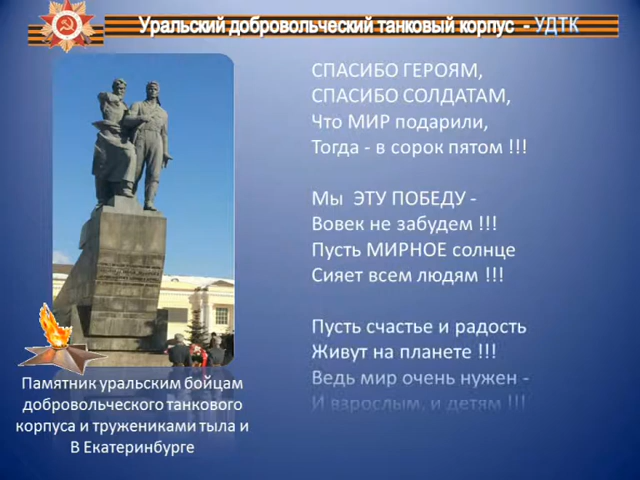 Уральский добровольческий танковый корпус - УДТК
СПАСИБО ГЕРОЯМ,
СПАСИБО СОЛДАТАМ,
Что МИР подарили,
Тогда - в сорок пятом !!!
Мы ЭТУ ПОБЕДУ -
Вовек не забудем !!!
Пусть МИРНОЕ солнце
Сияет всем людям !!!
Пусть счастье и радость
Живут на планете !!!
Ведь мир очень нужен -
И взрослым, и детям !!!
Памятник уральским бойцам
добровольческого танкового
корпуса и тружениками тыла и
В Екатеринбурге